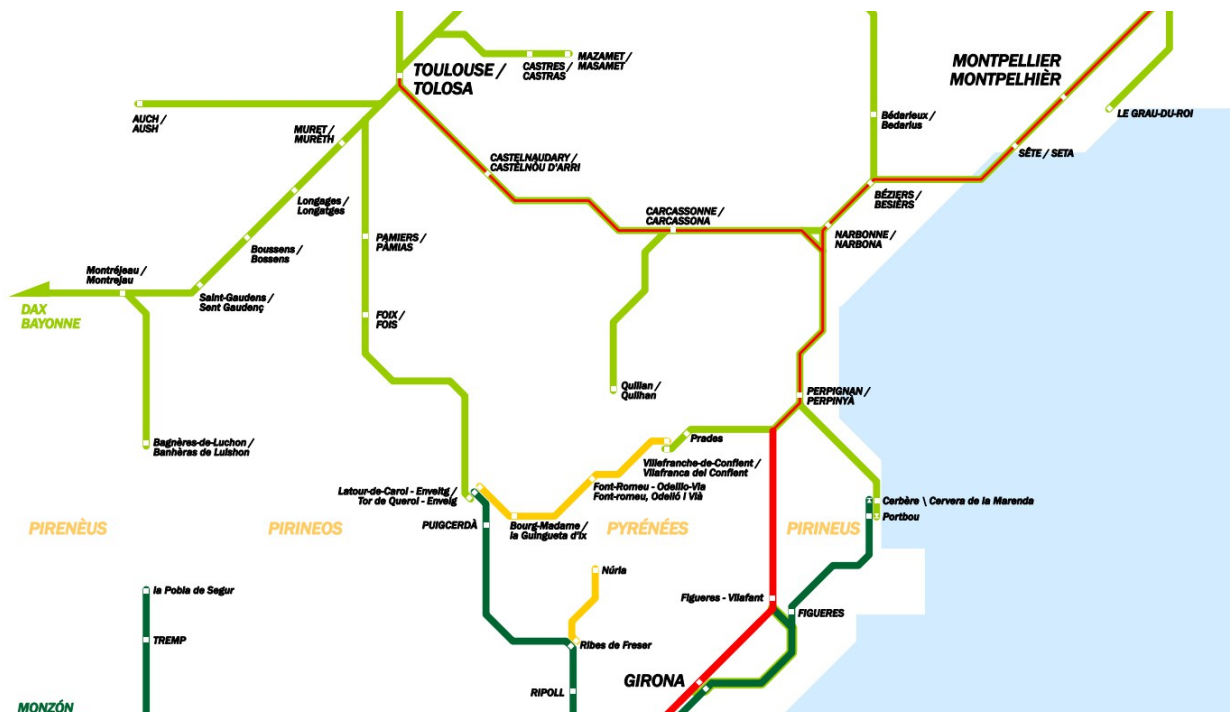 MAZAMET /
MASAMET
CASTRES /
CASTRAS
TOULOUSE /
TOLOSA
MONTPELLIER
MONTPELHIÈR
AUCH /
AUSH
MURET /
MURÈTH
Bédarieux /
Bedarius
LE GRAU-DU-ROI
SÈTE / SETA
CASTELNAUDARY /
CASTÈLNÒU D'ARRI
BÉZIERS /
BESIÈRS
Longages /
Longatges
CARCASSONNE /
CARCASSONA
NARBONNE /
NARBONA
PAMIERS /
PÀMIAS
Boussens /
Bossens
Montréjeau /
Montrejau
Saint-Gaudens /
Sent Gaudenç
DAX
BAYONNE
FOIX /
FOIS
Quillan /
Quilhan
PERPIGNAN /
PERPINYÀ
Bagnères-de-Luchon /
Banhèras de Luishon
Prades
Villefranche-de-Conflent /
Vilafranca del Conflent
Latour-de-Carol - Enveitg /
Tor de Querol - Enveig
Font-Romeu - Odeillo-Via
Font-romeu, Odelló i Vià
Cerbère \ Cervera de la Marenda
Portbou
PUIGCERDÀ
Bourg-Madame /
la Guingueta d'Ix
PIRENÈUS
PIRINEOS
PYRÉNÉES
PIRINEUS
Núria
la Pobla de Segur
Figueres - Vilafant
FIGUERES
TREMP
Ribes de Freser
GIRONA
RIPOLL
MONZÓN